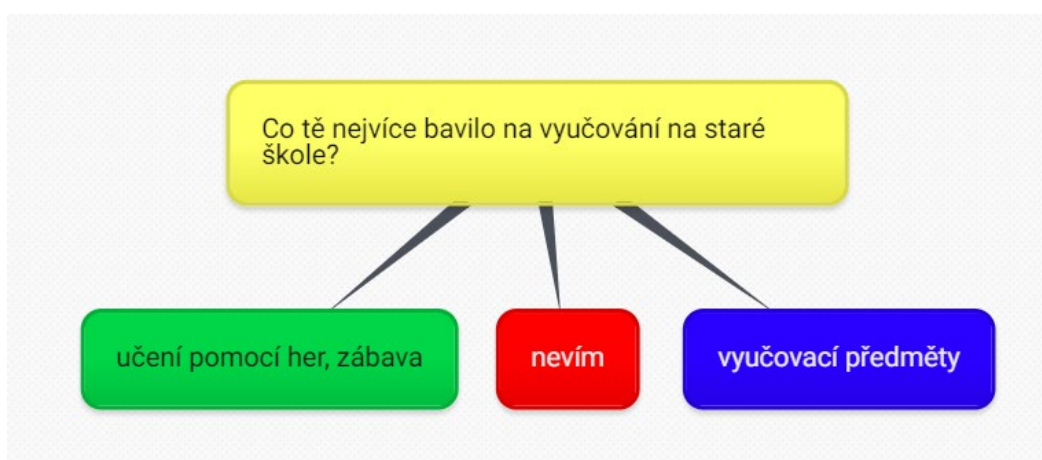 Co tě nejvíce bavilo na vyučování na staré
škole?
učení pomocí her, zábava
nevím
vyučovací předměty